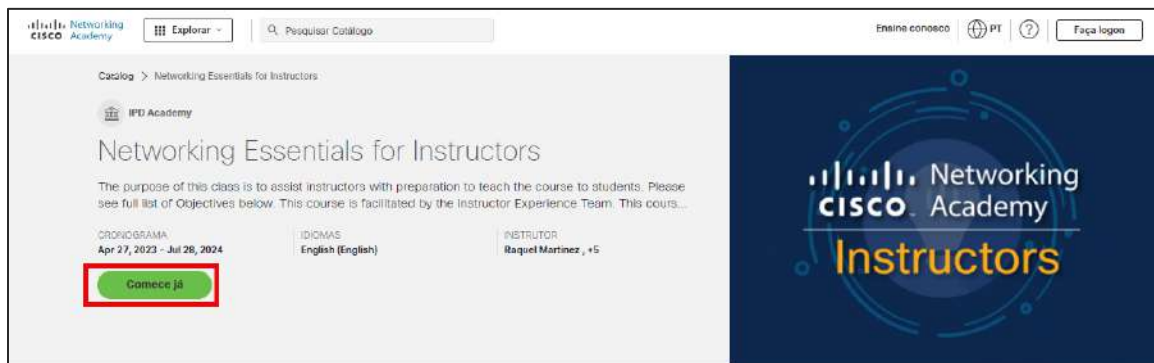 Networking
CISCO Academy
Explorar
Pesquisar Catálogo
Ensine conosco
PT
?
Faça logon
Catalog > Networking Essentials for Instructors
IPD Academy
Networking Essentials for Instructors
The purpose of this class is to assist instructors with preparation to teach the course to students. Please
see full list of Objectives below. This course is facilitated by the Instructor Experience Team. This cours...
CRONOGRAMA
Apr 27, 2023 - Jul 28, 2024
IDIOMAS
English (English)
INSTRUTOR
Raquel Martinez , +5
Comece já
Networking
CISCO Academy
Instructors